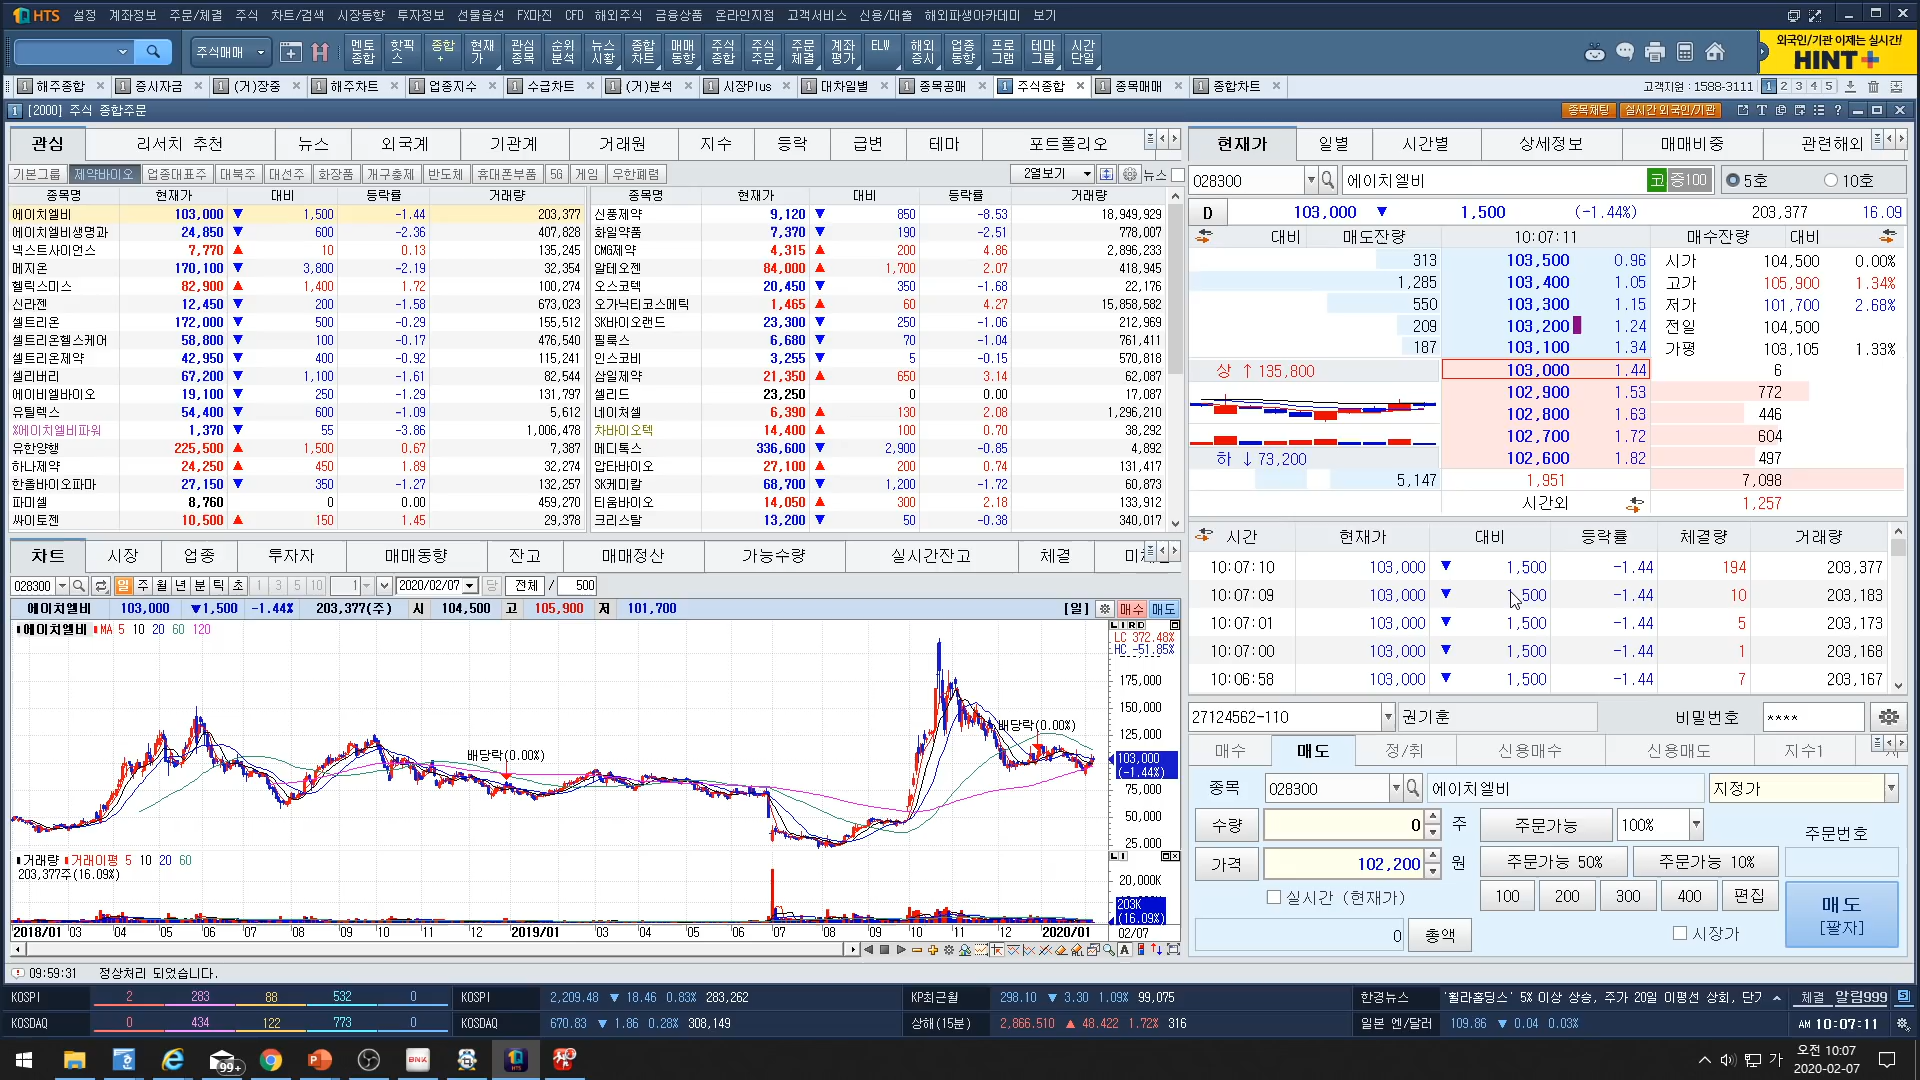 HTS 설정 계좌정보 주문/체결 주식 차트/검색 시장동향 투자정보 선물옵션 FX마진 CFD 해외주식 금융상품 온라인지점 고객서비스 신용/대출 해외파생아카데미 보기
주식매매 멘토종합 핫픽스 종합+ 현재가 관심종목 순위분석 뉴스시황 종합차트 매매동향 주식종합 주식주문 주문체결 계좌평가 ELW 해외증시 업종동향 프로그램 테마그룹 시간단일
외국인/기관 이제는 실시간!
HINT+
1 해주종합 × 1 증시자금 × 1 (거)장중 × 1 해주차트 × 1 업종지수 × 1 수급차트 × 1 (거)분석 × 1 시장Plus × 1 대차일별 × 1 종목공매 × 1 주식종합 × 1 종목매매 × 1 종합차트 × 고객지원 : 1588-3111 1 2 3 4 5
1 [2000] 주식 종합주문 종목채팅 실시간 외국인/기관
관심 리서치 추천 뉴스 외국계 기관계 거래원 지수 등락 급변 테마 포트폴리오
기본그룹 제약바이오 업종대표주 대북주 대선주 화장품 개구충제 반도체 휴대폰부품 5G 게임 우한폐렴 2열보기 뉴스
종목명 현재가 대비 등락률 거래량 종목명 현재가 대비 등락률 거래량
에이치엘비 103,000 ▼ 1,500 -1.44 203,377 신풍제약 9,120 ▼ 850 -8.53 18,949,929
에이치엘비생명과 24,850 ▼ 600 -2.36 407,828 화일약품 7,370 ▼ 190 -2.51 778,007
넥스트사이언스 7,770 ▲ 10 0.13 135,245 CMG제약 4,315 ▲ 200 4.86 2,896,233
메지온 170,100 ▼ 3,800 -2.19 32,354 알테오젠 84,000 ▲ 1,700 2.07 418,945
헬릭스미스 82,900 ▲ 1,400 1.72 100,274 오스코텍 20,450 ▼ 350 -1.68 22,176
신라젠 12,450 ▼ 200 -1.58 673,023 오가닉티코스메틱 1,465 ▲ 60 4.27 15,858,582
셀트리온 172,000 ▼ 500 -0.29 155,512 SK바이오랜드 23,300 ▼ 250 -1.06 212,969
셀트리온헬스케어 58,800 ▼ 100 -0.17 476,540 필룩스 6,680 ▼ 70 -1.04 761,411
셀트리온제약 42,950 ▼ 400 -0.92 115,241 인스코비 3,255 ▼ 5 -0.15 570,818
셀리버리 67,200 ▼ 1,100 -1.61 82,544 삼일제약 21,350 ▲ 650 3.14 62,087
에이비엘바이오 19,100 ▼ 250 -1.29 131,797 셀리드 23,250 0 0.00 17,087
유틸렉스 54,400 ▼ 600 -1.09 5,612 네이처셀 6,390 ▲ 130 2.08 1,296,210
%에이치엘비파워 1,370 ▼ 55 -3.86 1,006,478 차바이오텍 14,400 ▲ 100 0.70 38,292
유한양행 225,500 ▲ 1,500 0.67 7,387 메디톡스 336,600 ▼ 2,900 -0.85 4,892
하나제약 24,250 ▲ 450 1.89 32,274 압타바이오 27,100 ▲ 200 0.74 131,417
한올바이오파마 27,150 ▼ 350 -1.27 132,257 SK케미칼 68,700 ▼ 1,200 -1.72 60,873
파미셀 8,760 0 0.00 459,270 티움바이오 14,050 ▲ 300 2.18 133,912
싸이토젠 10,500 ▲ 150 1.45 29,378 크리스탈 13,200 ▼ 50 -0.38 340,017
차트 시장 업종 투자자 매매동향 잔고 매매정산 가능수량 실시간잔고 체결
028300 일 주 월 년 분 틱 초 1 3 5 10 1 2020/02/07 당 전체 / 500
에이치엘비 103,000 ▼1,500 -1.44% 203,377(주) 시 104,500 고 105,900 저 101,700 [일] 매수 매도
에이치엘비 MA 5 10 20 60 120
L I R D
LC 372.48%
HC -51.85%
175,000
150,000
배당락(0.00%)
배당락(0.00%)
125,000
103,000
(-1.44%)
75,000
50,000
25,000
거래량 거래이평 5 10 20 60
203,377주(16.09%)
L I
20,000K
203K
(16.09%)
2018/01 03 04 05 06 07 08 09 10 11 12 2019/01 03 04 05 06 07 08 09 10 11 12 2020/01 02/07
09:59:31 정상처리 되었습니다.
현재가 일별 시간별 상세정보 매매비중 관련해외
028300 에이치엘비 코 증100 5호 10호
D 103,000 ▼ 1,500 (-1.44%) 203,377 16.09
대비 매도잔량 10:07:11 매수잔량 대비
313 103,500 0.96 시가 104,500 0.00%
1,285 103,400 1.05 고가 105,900 1.34%
550 103,300 1.15 저가 101,700 2.68%
209 103,200 1.24 전일 104,500
187 103,100 1.34 가평 103,105 1.33%
상 ↑ 135,800 103,000 1.44 6
102,900 1.53 772
102,800 1.63 446
102,700 1.72 604
하 ↓ 73,200 102,600 1.82 497
5,147 1,951 7,098
시간외 1,257
시간 현재가 대비 등락률 체결량 거래량
10:07:10 103,000 ▼ 1,500 -1.44 194 203,377
10:07:09 103,000 ▼ 1,500 -1.44 10 203,183
10:07:01 103,000 ▼ 1,500 -1.44 5 203,173
10:07:00 103,000 ▼ 1,500 -1.44 1 203,168
10:06:58 103,000 ▼ 1,500 -1.44 7 203,167
27124562-110 권기훈 비밀번호 ****
매수 매도 정/취 신용매수 신용매도 지수1
종목 028300 에이치엘비 지정가
수량 0 주 주문가능 100% 주문번호
가격 102,200 원 주문가능 50% 주문가능 10%
실시간 (현재가) 100 200 300 400 편집
매도
[팔자]
0 총액 시장가
KOSPI 2 283 88 532 0 KOSPI 2,209.48 ▼ 18.46 0.83% 283,262 KP최근월 298.10 ▼ 3.30 1.09% 99,075 한경뉴스 '휠라홀딩스' 5% 이상 상승, 주가 20일 이평선 상회, 단기 체결 알림999
KOSDAQ 0 434 122 773 0 KOSDAQ 670.83 ▼ 1.86 0.28% 308,149 상해(15분) 2,866.510 ▲ 48.422 1.72% 316 일본 엔/달러 109.86 ▼ 0.04 0.03% AM 10:07:11
99+ BNK HTS 가 오전 10:07
2020-02-07